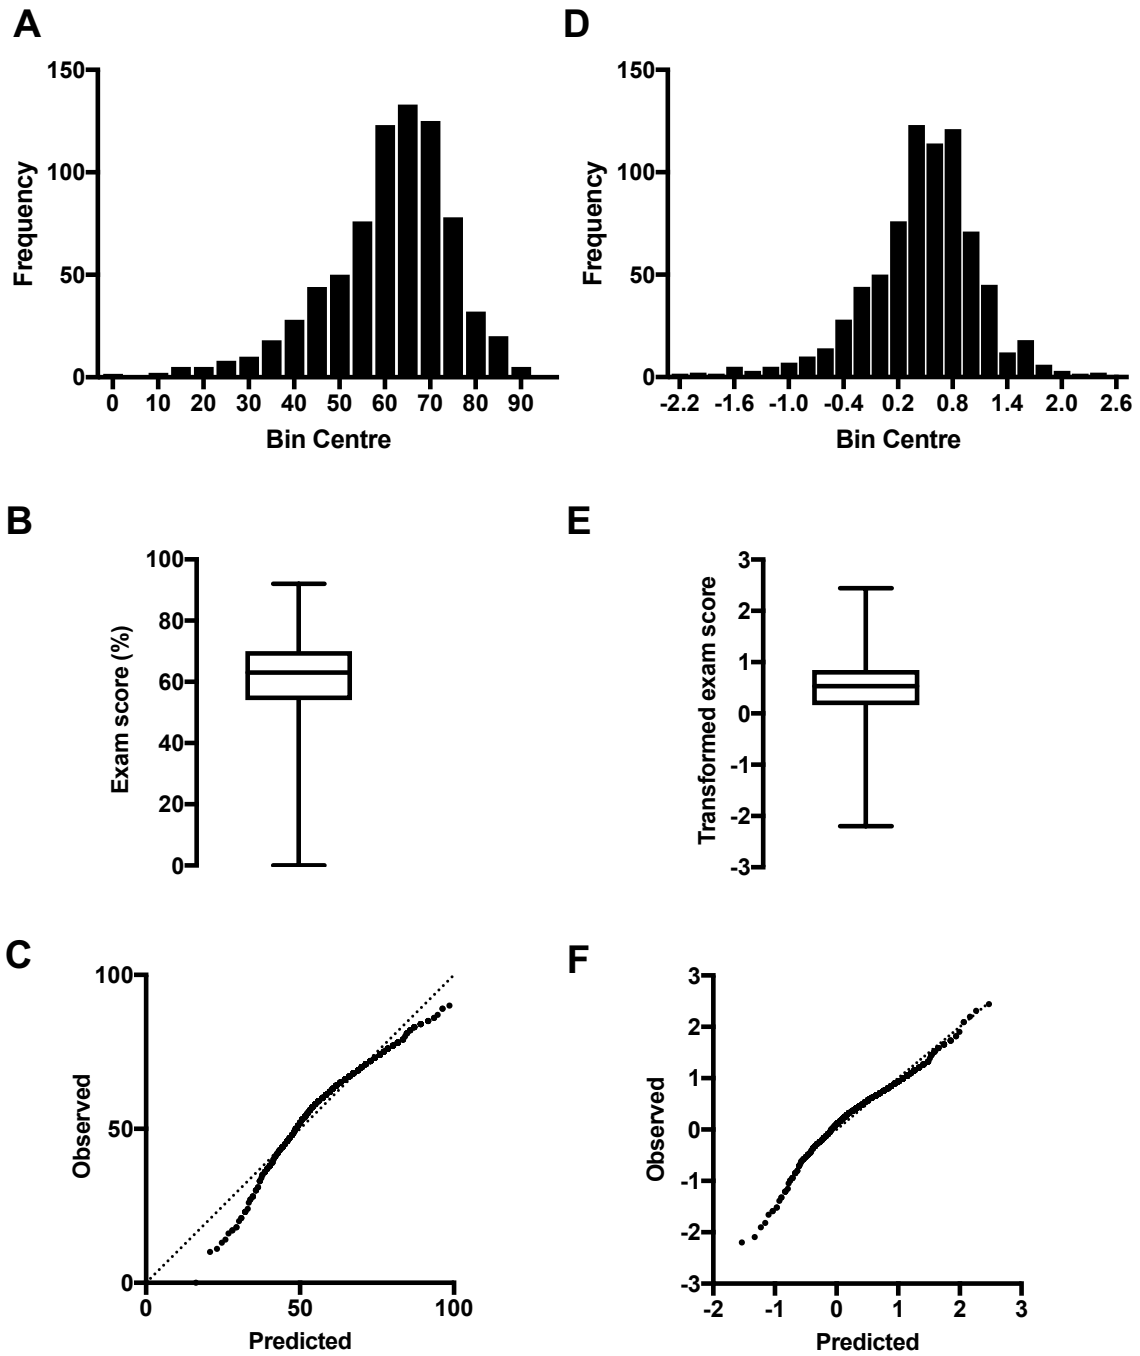 A
150
100
50
0
Frequency
0 10 20 30 40 50 60 70 80 90
Bin Centre
D
150
100
50
0
Frequency
-2.2 -1.6 -1.0 -0.4 0.2 0.8 1.4 2.0 2.6
Bin Centre
B
100
80
60
40
20
0
Exam score (%)
E
3
2
1
0
-1
-2
-3
Transformed exam score
C
100
50
0
Observed
0 50 100
Predicted
F
3
2
1
0
-1
-2
-3
Observed
-2 -1 0 1 2 3
Predicted